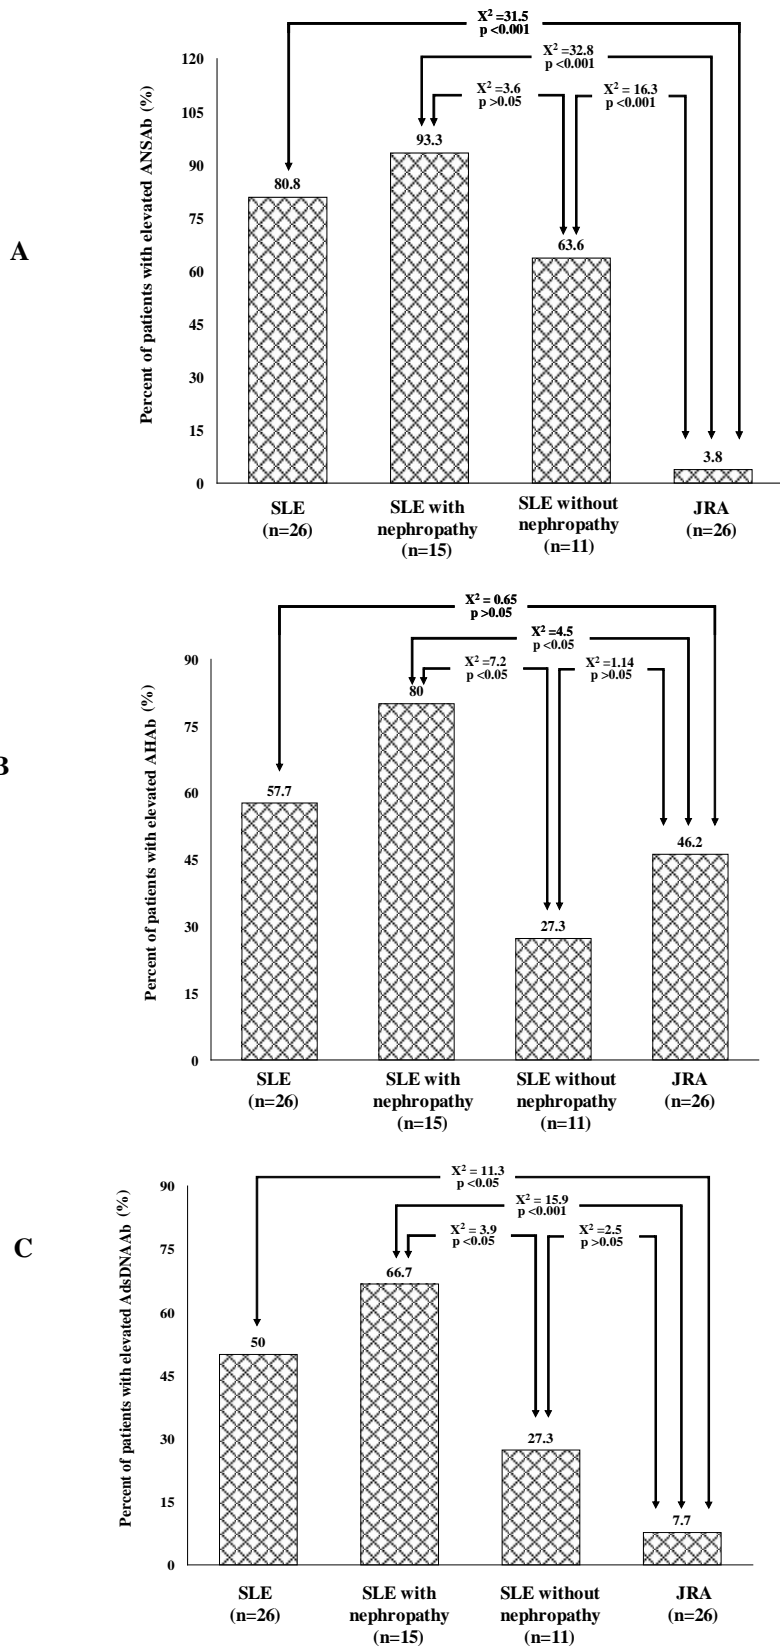 A
Percent of patients with elevated ANSAb (%)
120
105
90
75
60
45
30
15
0
X² =31.5
p <0.001
X² =32.8
p <0.001
X² =3.6
p >0.05
X² = 16.3
p <0.001
80.8
93.3
63.6
3.8
SLE
(n=26)
SLE with
nephropathy
(n=15)
SLE without
nephropathy
(n=11)
JRA
(n=26)
B
Percent of patients with elevated AHAb (%)
90
75
60
45
30
15
0
X² = 0.65
p >0.05
X² =4.5
p <0.05
X² =7.2
p <0.05
X² =1.14
p >0.05
57.7
80
27.3
46.2
SLE
(n=26)
SLE with
nephropathy
(n=15)
SLE without
nephropathy
(n=11)
JRA
(n=26)
C
Percent of patients with elevated AdsDNAAb (%)
90
75
60
45
30
15
0
X² = 11.3
p <0.05
X² = 15.9
p <0.001
X² = 3.9
p <0.05
X² =2.5
p >0.05
50
66.7
27.3
7.7
SLE
(n=26)
SLE with
nephropathy
(n=15)
SLE without
nephropathy
(n=11)
JRA
(n=26)